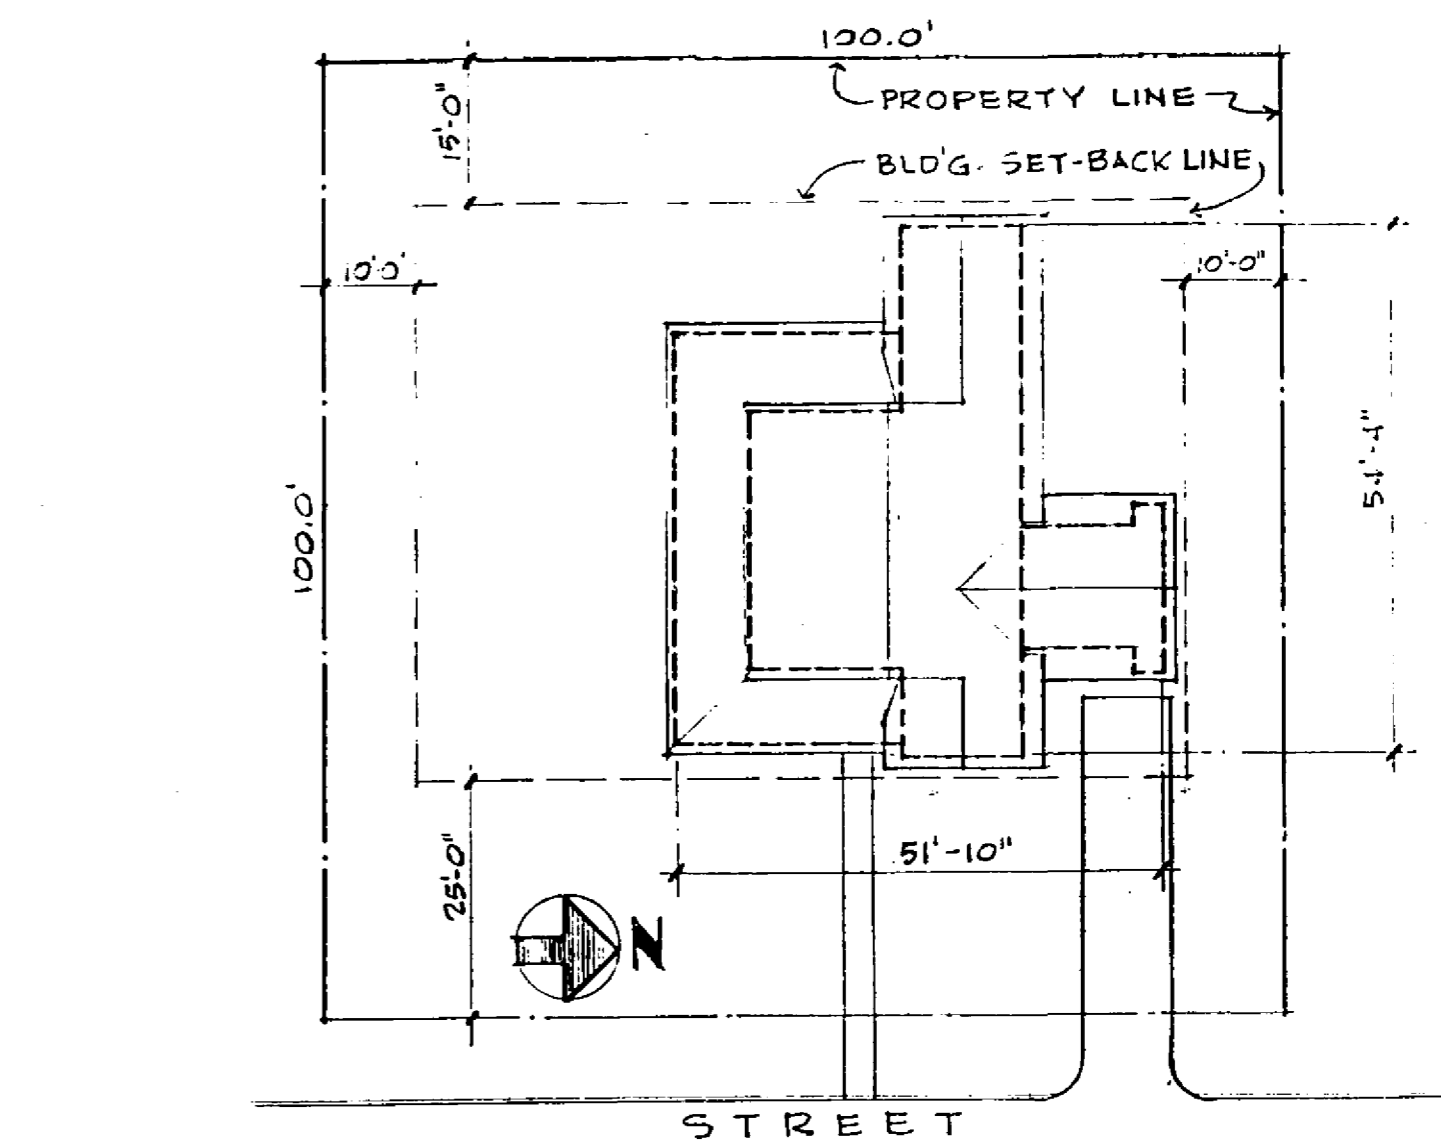 100.0'
PROPERTY LINE
15'-0"
BLD'G. SET-BACK LINE
10'-0'
10'-0"
100.0'
51'-10"
25'-0"
N
STREET